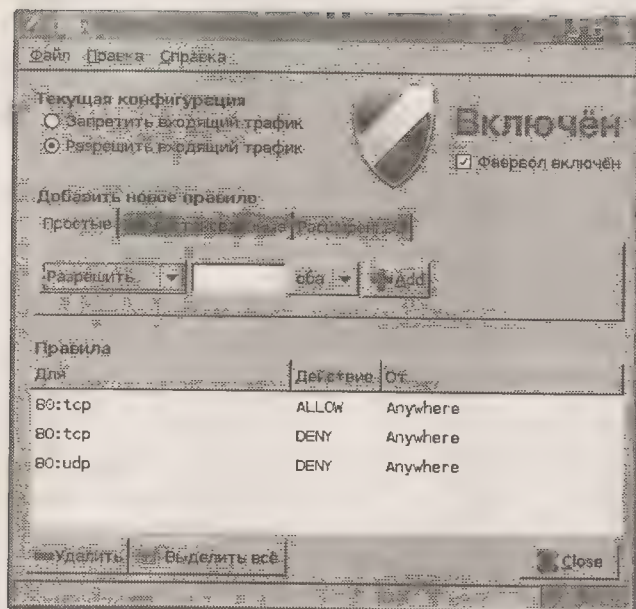 Файл Правка Справка
Текущая конфигурация
Запретить входящий трафик
Разрешить входящий трафик
Включён
Фаервол включён
Добавить новое правило
Простые
Разрешить оба Add
Правила
Для Действие От
80:tcp ALLOW Anywhere
80:tcp DENY Anywhere
80:udp DENY Anywhere
Удалить Выделить всё Close